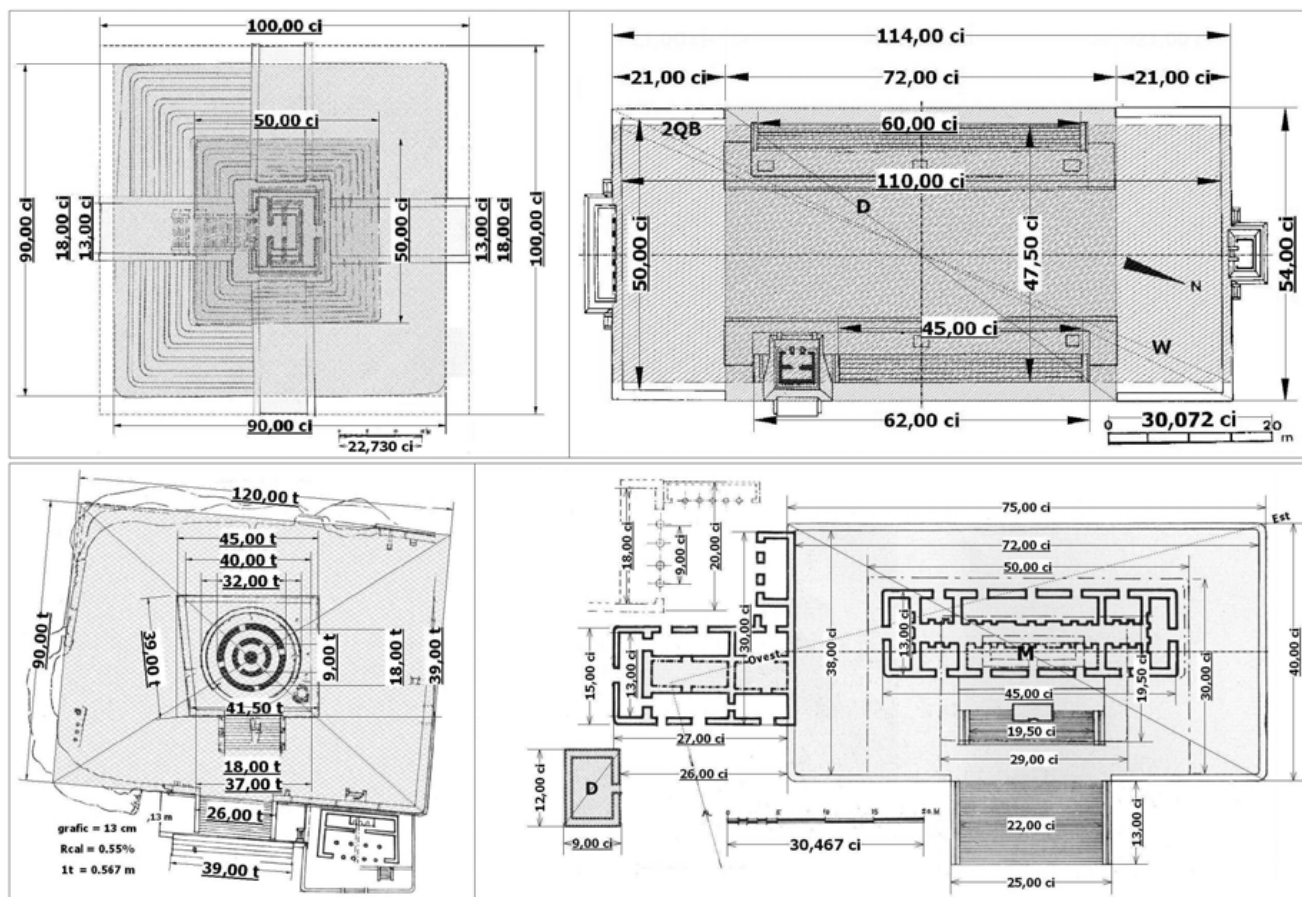 100,00 ci
90,00 ci
18,00 ci
13,00 ci
50,00 ci
50,00 ci
13,00 ci
18,00 ci
100,00 ci
90,00 ci
22,730 ci
114,00 ci
21,00 ci
72,00 ci
21,00 ci
2QB
60,00 ci
110,00 ci
D
50,00 ci
47,50 ci
54,00 ci
N
45,00 ci
W
62,00 ci
30,072 ci
0
20
m
120,00 t
45,00 t
40,00 t
32,00 t
90,00 t
39,00 t
9,00 t
18,00 t
39,00 t
41,50 t
18,00 t
37,00 t
26,00 t
39,00 t
grafic = 13 cm
Rcal = 0.55%
1t = 0.567 m
,13 m
75,00 ci
Est
72,00 ci
50,00 ci
18,00 ci
9,00 ci
20,00 ci
30,00 ci
38,00 ci
13,00 ci
M
15,00 ci
13,00 ci
Ovest
45,00 ci
19,50 ci
30,00 ci
40,00 ci
19,50 ci
27,00 ci
26,00 ci
29,00 ci
12,00 ci
D
9,00 ci
0
5
10
15
30,467 ci
22,00 ci
13,00 ci
25,00 ci